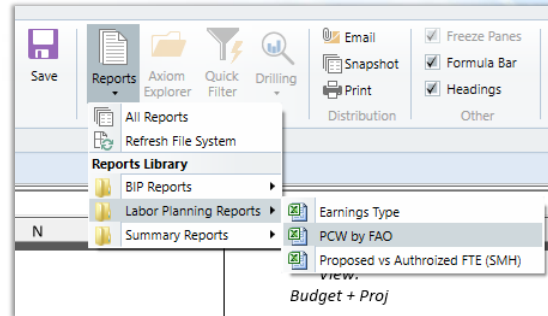 Save
Reports
Axiom
Explorer
Quick
Filter
Drilling
Email
Snapshot
Print
Distribution
Freeze Panes
Formula Bar
Headings
Other
All Reports
Refresh File System
Reports Library
BIP Reports
Labor Planning Reports
Summary Reports
Earnings Type
PCW by FAO
Proposed vs Authroized FTE (SMH)
N
View:
Budget + Proj